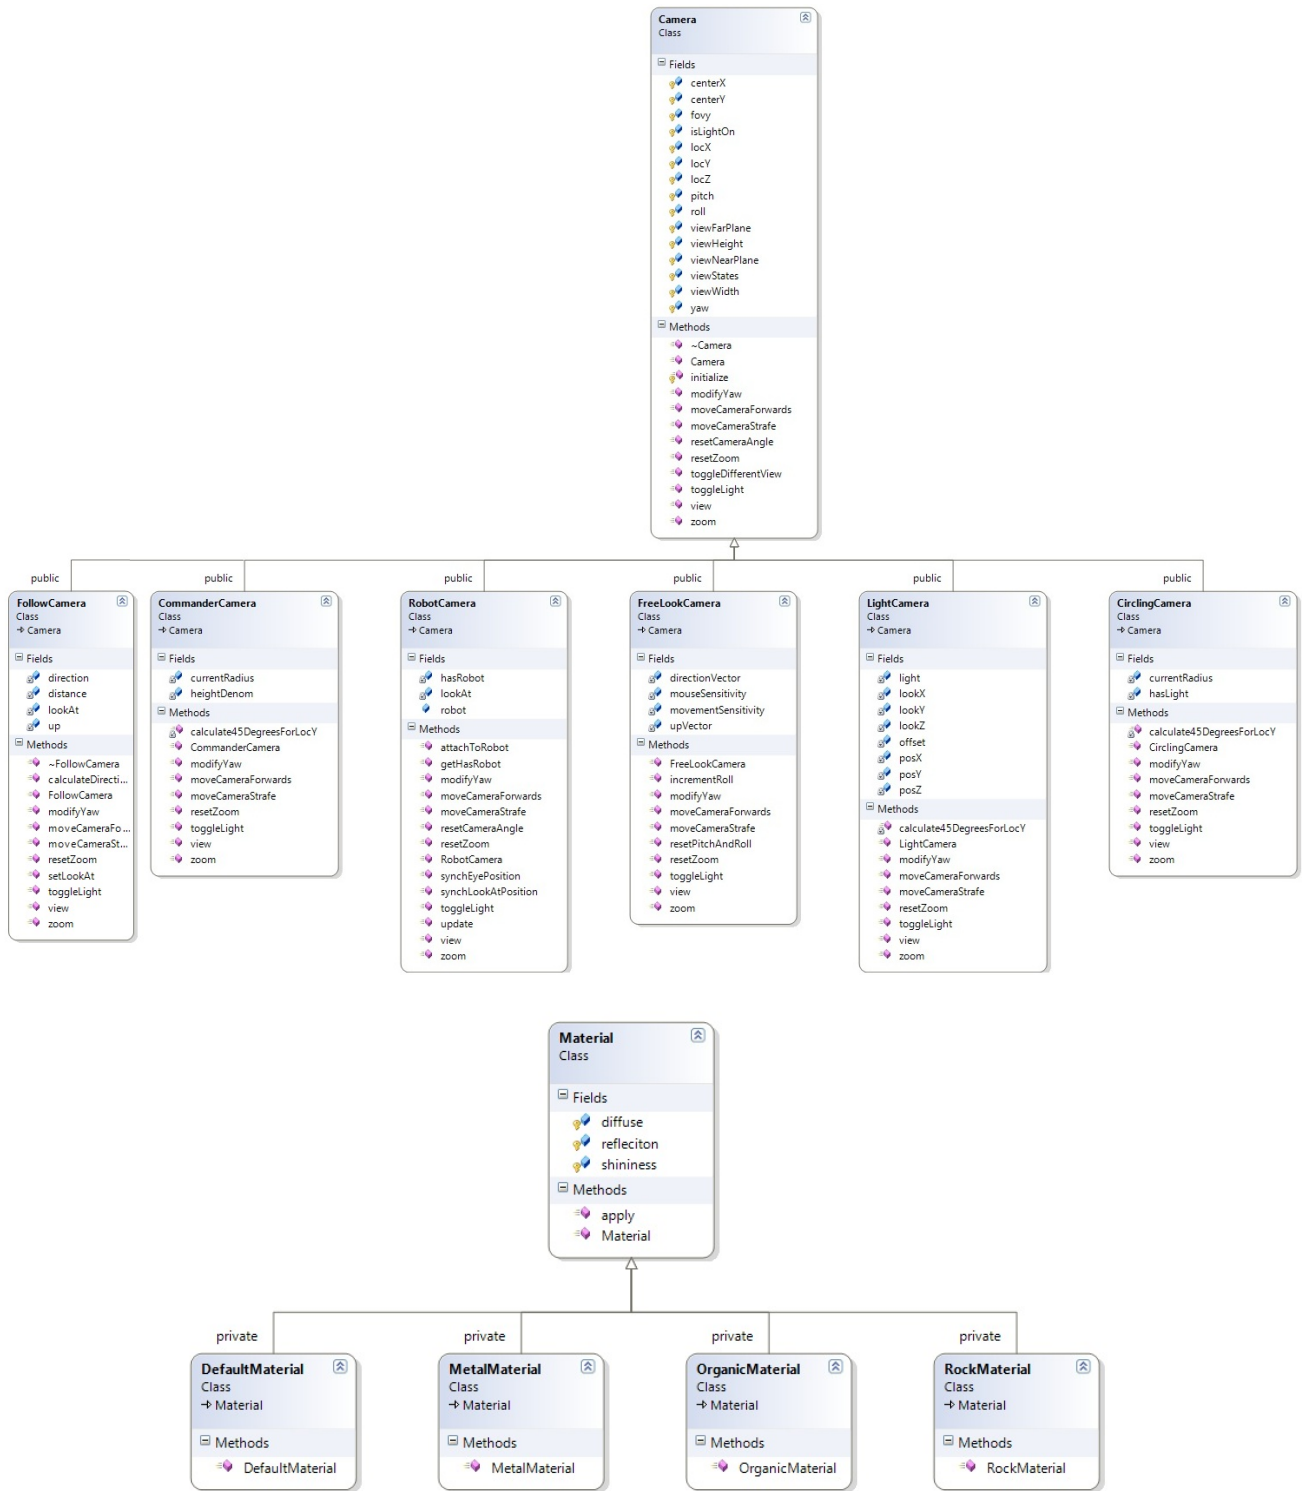 Camera
Class
Fields
centerX
centerY
fovy
isLightOn
locX
locY
locZ
pitch
roll
viewFarPlane
viewHeight
viewNearPlane
viewStates
viewWidth
yaw
Methods
~Camera
Camera
initialize
modifyYaw
moveCameraForwards
moveCameraStrafe
resetCameraAngle
resetZoom
toggleDifferentView
toggleLight
view
zoom
public
FollowCamera
Class
Camera
Fields
direction
distance
lookAt
up
Methods
~FollowCamera
calculateDirecti...
FollowCamera
modifyYaw
moveCameraFo...
moveCameraSt...
resetZoom
setLookAt
toggleLight
view
zoom
public
CommanderCamera
Class
Camera
Fields
currentRadius
heightDenom
Methods
calculate45DegreesForLocY
CommanderCamera
modifyYaw
moveCameraForwards
moveCameraStrafe
resetZoom
toggleLight
view
zoom
public
RobotCamera
Class
Camera
Fields
hasRobot
lookAt
robot
Methods
attachToRobot
getHasRobot
modifyYaw
moveCameraForwards
moveCameraStrafe
resetCameraAngle
resetZoom
RobotCamera
synchEyePosition
synchLookAtPosition
toggleLight
update
view
zoom
public
FreeLookCamera
Class
Camera
Fields
directionVector
mouseSensitivity
movementSensitivity
upVector
Methods
FreeLookCamera
incrementRoll
modifyYaw
moveCameraForwards
moveCameraStrafe
resetPitchAndRoll
resetZoom
toggleLight
view
zoom
public
LightCamera
Class
Camera
Fields
light
lookX
lookY
lookZ
offset
posX
posY
posZ
Methods
calculate45DegreesForLocY
LightCamera
modifyYaw
moveCameraForwards
moveCameraStrafe
resetZoom
toggleLight
view
zoom
public
CirclingCamera
Class
Camera
Fields
currentRadius
hasLight
Methods
calculate45DegreesForLocY
CirclingCamera
modifyYaw
moveCameraForwards
moveCameraStrafe
resetZoom
toggleLight
view
zoom
Material
Class
Fields
diffuse
refleciton
shininess
Methods
apply
Material
private
DefaultMaterial
Class
Material
Methods
DefaultMaterial
private
MetalMaterial
Class
Material
Methods
MetalMaterial
private
OrganicMaterial
Class
Material
Methods
OrganicMaterial
private
RockMaterial
Class
Material
Methods
RockMaterial